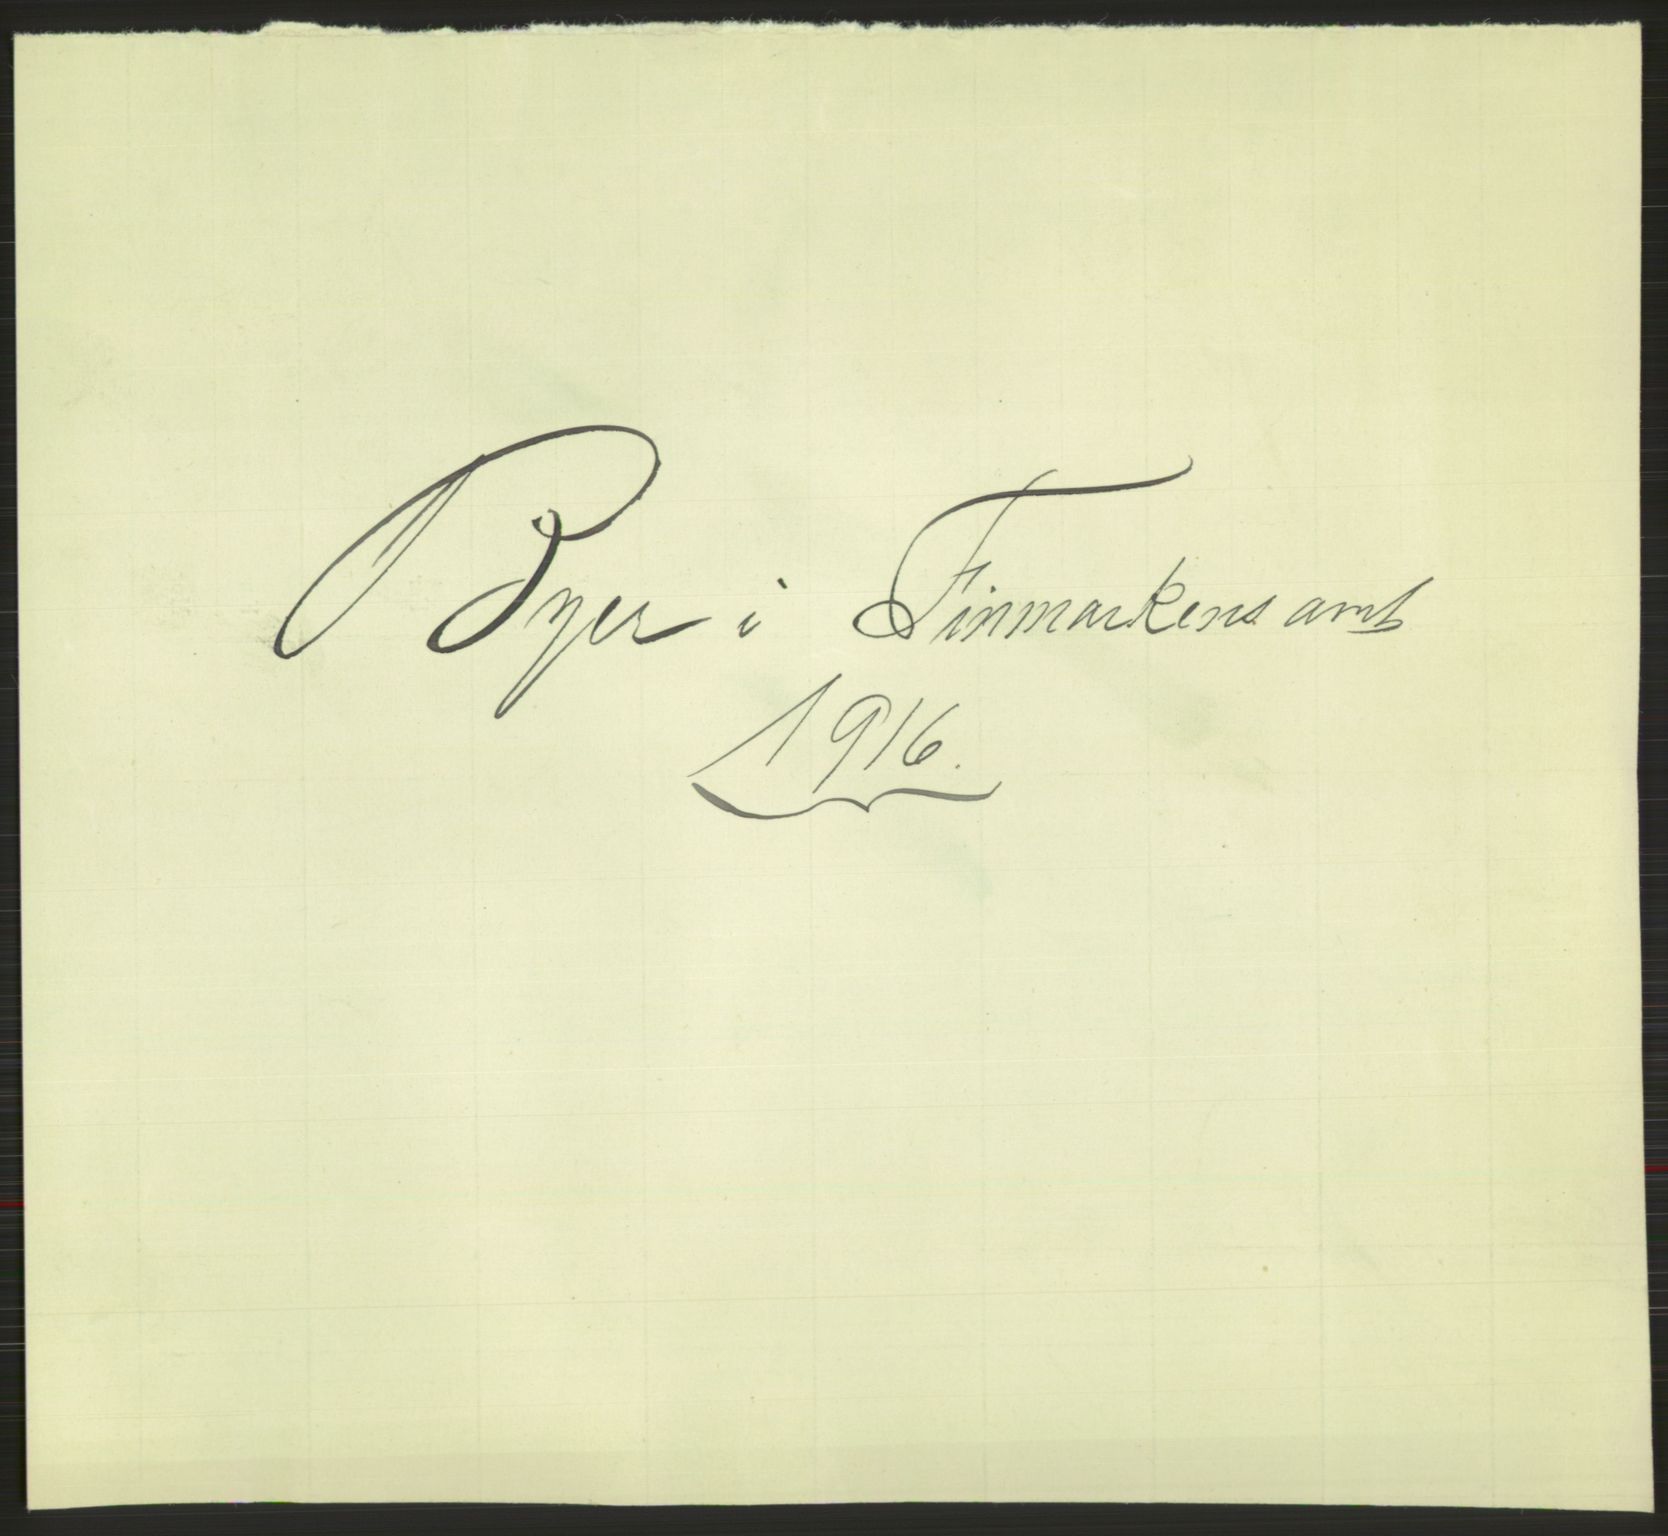 Byer i Finmarkens amt
1916.